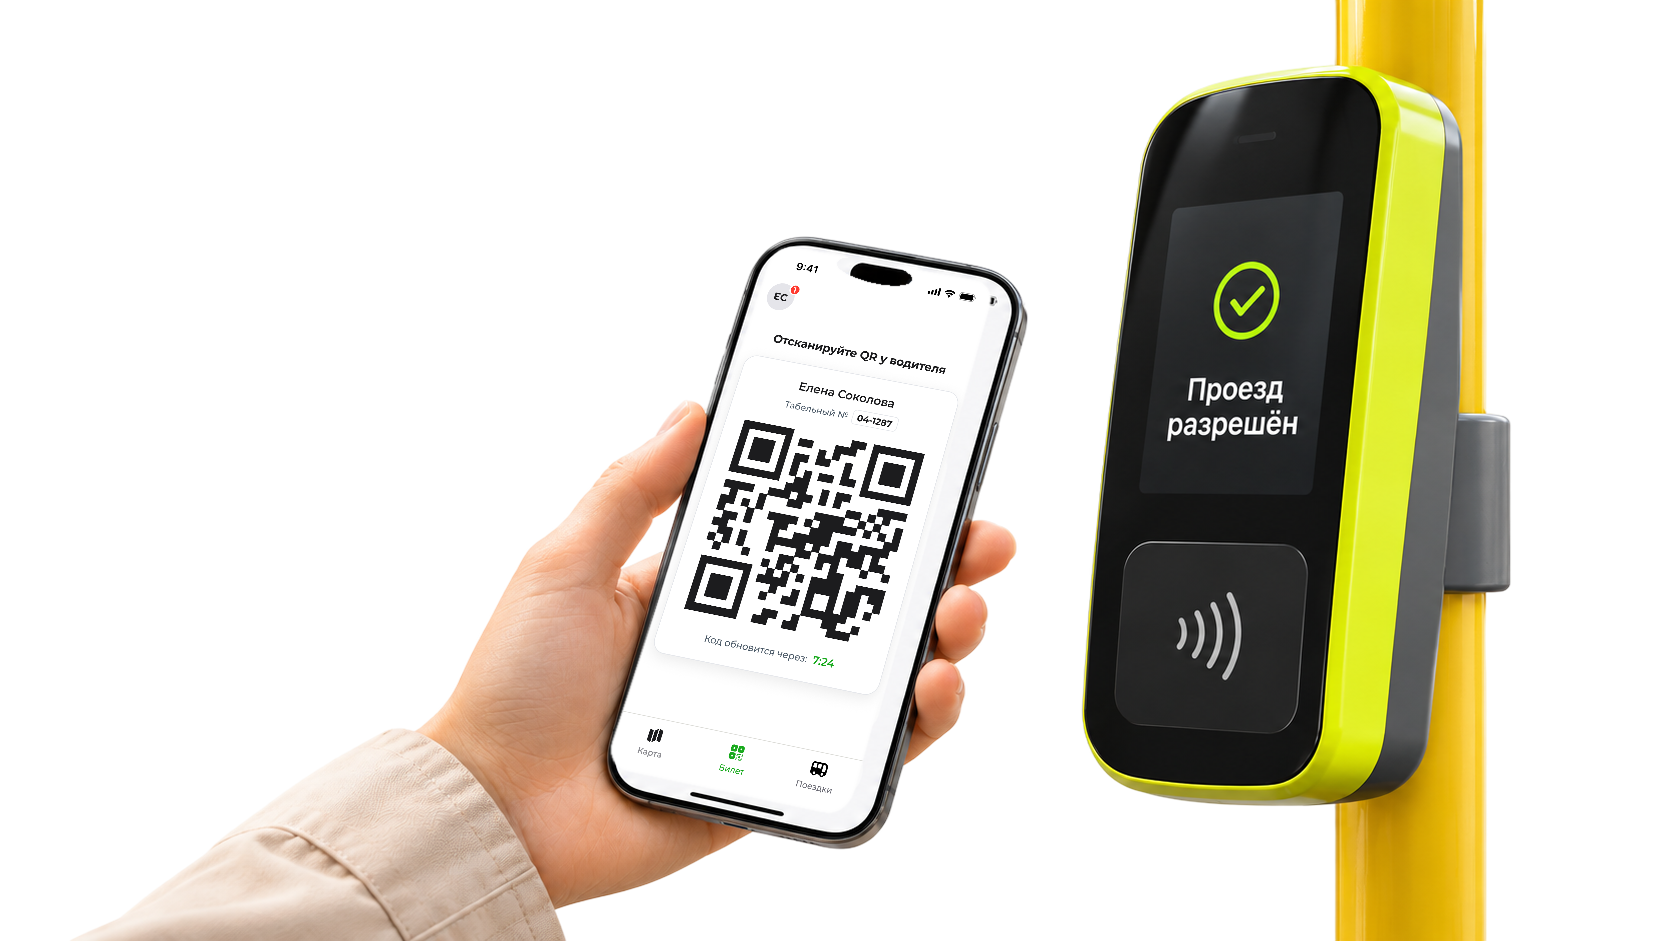 9:41
ЕС
1
Отсканируйте QR у водителя
Елена Соколова
Табельный № 04-1287
Код обновится через: 7:24
Карта
Билет
Поездки
Проезд
разрешён